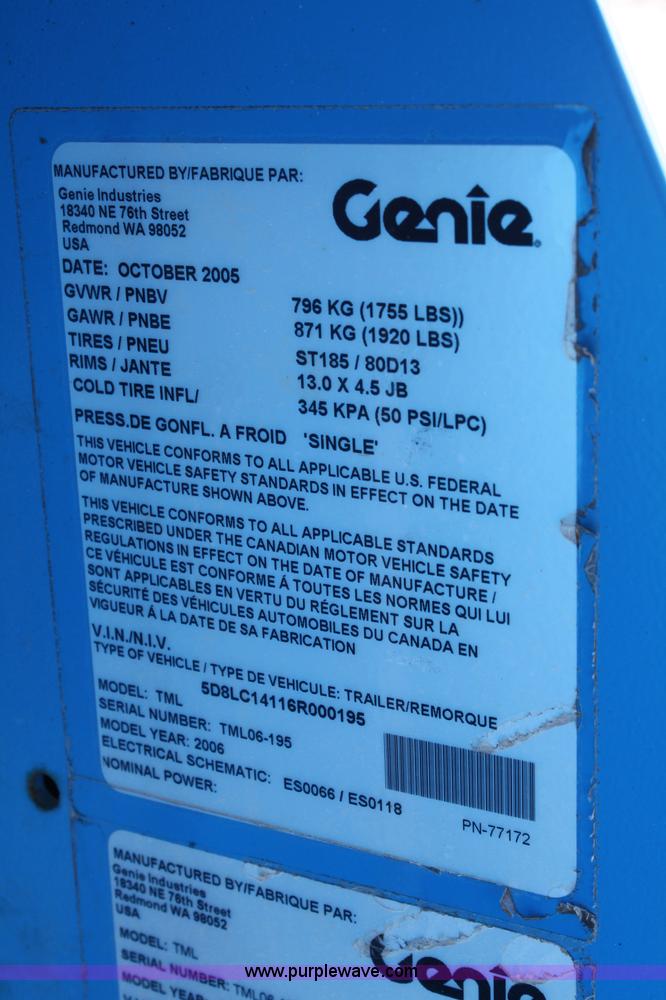 MANUFACTURED BY/FABRIQUE PAR:
Genie Industries
18340 NE 76th Street
Redmond WA 98052
USA
Genie
DATE: OCTOBER 2005
GVWR / PNBV 796 KG (1755 LBS))
GAWR / PNBE 871 KG (1920 LBS)
TIRES / PNEU ST185 / 80D13
RIMS / JANTE 13.0 X 4.5 JB
COLD TIRE INFL/ 345 KPA (50 PSI/LPC)
PRESS.DE GONFL. A FROID 'SINGLE'
THIS VEHICLE CONFORMS TO ALL APPLICABLE U.S. FEDERAL
MOTOR VEHICLE SAFETY STANDARDS IN EFFECT ON THE DATE
OF MANUFACTURE SHOWN ABOVE.
THIS VEHICLE CONFORMS TO ALL APPLICABLE STANDARDS
PRESCRIBED UNDER THE CANADIAN MOTOR VEHICLE SAFETY
REGULATIONS IN EFFECT ON THE DATE OF MANUFACTURE /
CE VÉHICULE EST CONFORME Á TOUTES LES NORMES QUI LUI
SONT APPLICABLES EN VERTU DU RÉGLEMENT SUR LA
SÉCURITÉ DES VÉHICULES AUTOMOBILES DU CANADA EN
VIGUEUR Á LA DATE DE SA FABRICATION
V.I.N./N.I.V.
TYPE OF VEHICLE / TYPE DE VEHICULE: TRAILER/REMORQUE
5D8LC14116R000195
MODEL: TML
SERIAL NUMBER: TML06-195
MODEL YEAR: 2006
ELECTRICAL SCHEMATIC: ES0066 / ES0118
NOMINAL POWER:
PN-77172
MANUFACTURED BY/FABRIQUE PAR:
Genie Industries
18340 NE 76th Street
Redmond WA 98052
USA
Genie
MODEL: TML
SERIAL NUMBER: TML06-
MODEL YEAR
www.purplewave.com